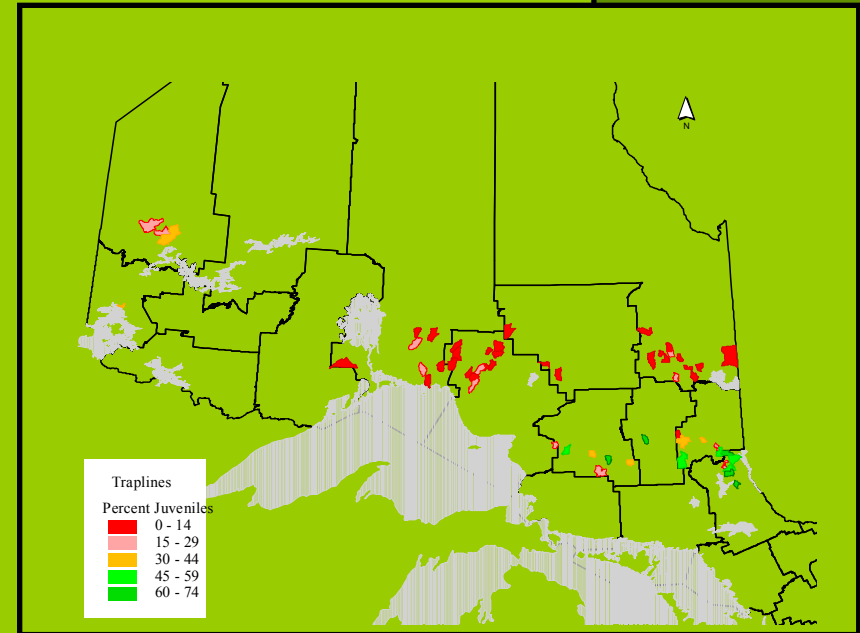 N
Traplines
Percent Juveniles
0 - 14
15 - 29
30 - 44
45 - 59
60 - 74